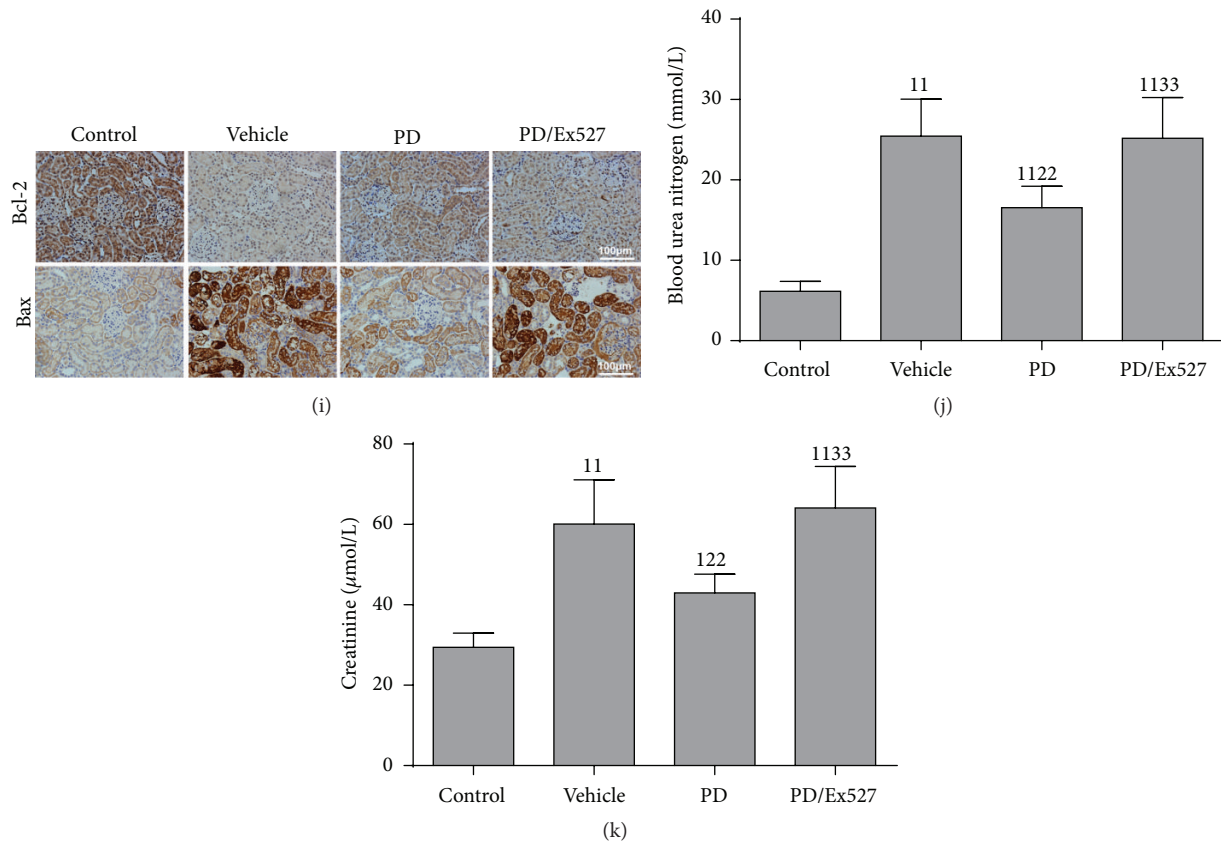 Control Vehicle PD PD/Ex527
Bcl-2
100μm
Bax
100μm
(i)
Blood urea nitrogen (mmol/L)
40
30
20
10
0
11
1122
1133
Control Vehicle PD PD/Ex527
(j)
Creatinine (μmol/L)
80
60
40
20
0
11
122
1133
Control Vehicle PD PD/Ex527
(k)